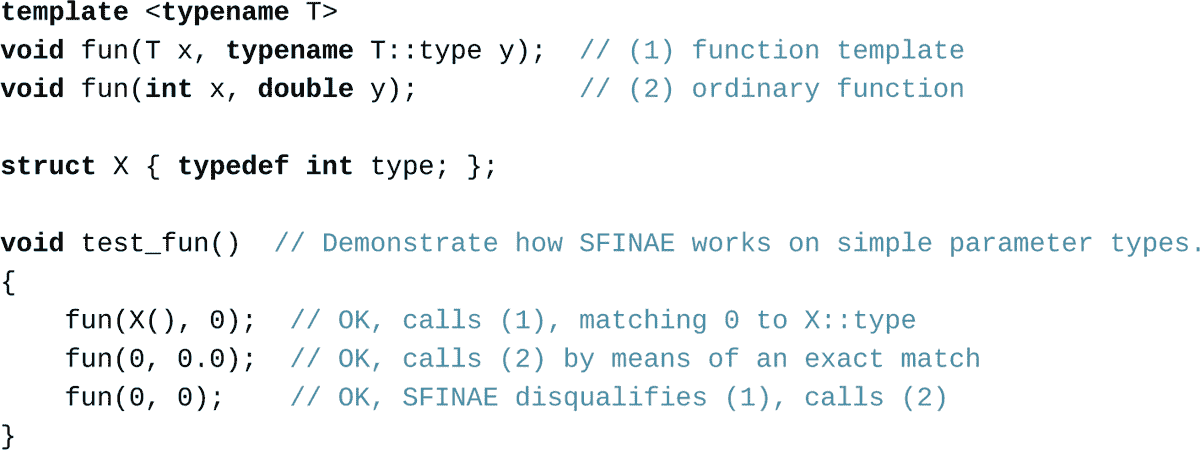 template <typename T>
void fun(T x, typename T::type y);  // (1) function template
void fun(int x, double y);          // (2) ordinary function

struct X { typedef int type; };

void test_fun()  // Demonstrate how SFINAE works on simple parameter types.
{
    fun(X(), 0);  // OK, calls (1), matching 0 to X::type
    fun(0, 0.0);  // OK, calls (2) by means of an exact match
    fun(0, 0);    // OK, SFINAE disqualifies (1), calls (2)
}